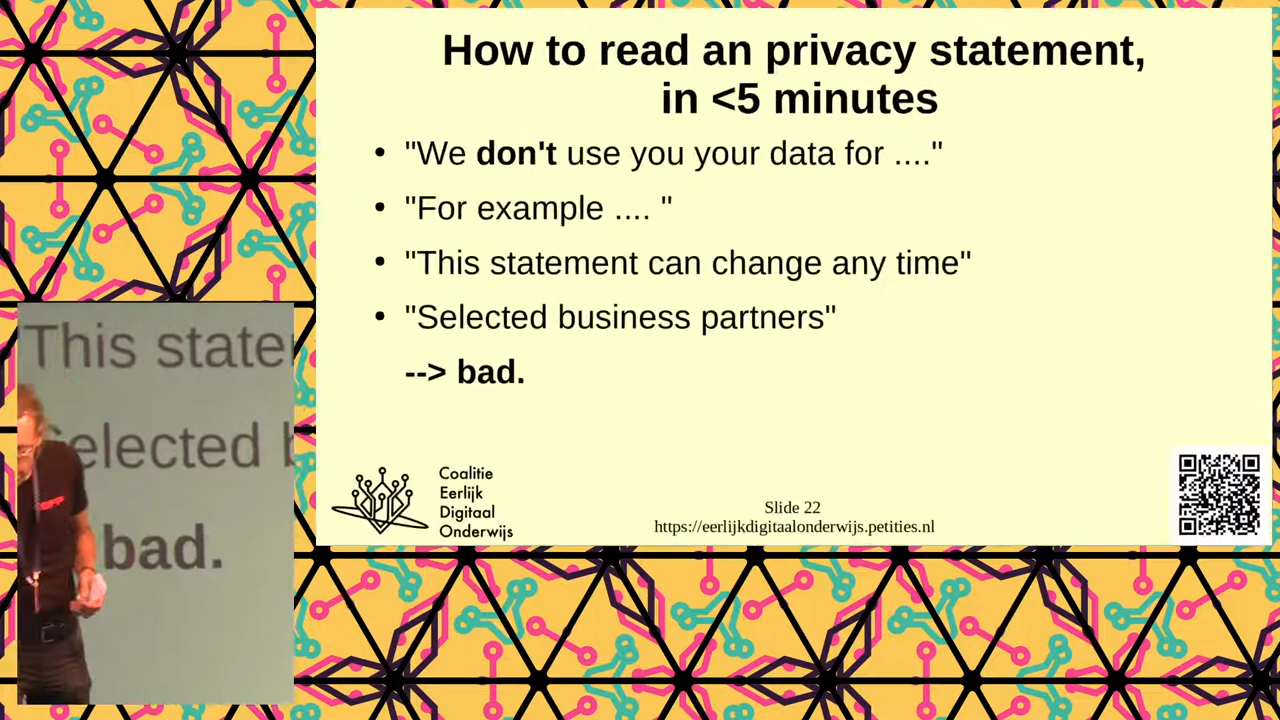 How to read an privacy statement,
in <5 minutes
• "We don't use you your data for ...."
• "For example .... "
• "This statement can change any time"
• "Selected business partners"
--> bad.
Coalitie
Eerlijk
Digitaal
Onderwijs
Slide 22
https://eerlijkdigitaalonderwijs.petities.nl
This state
elected
bad.